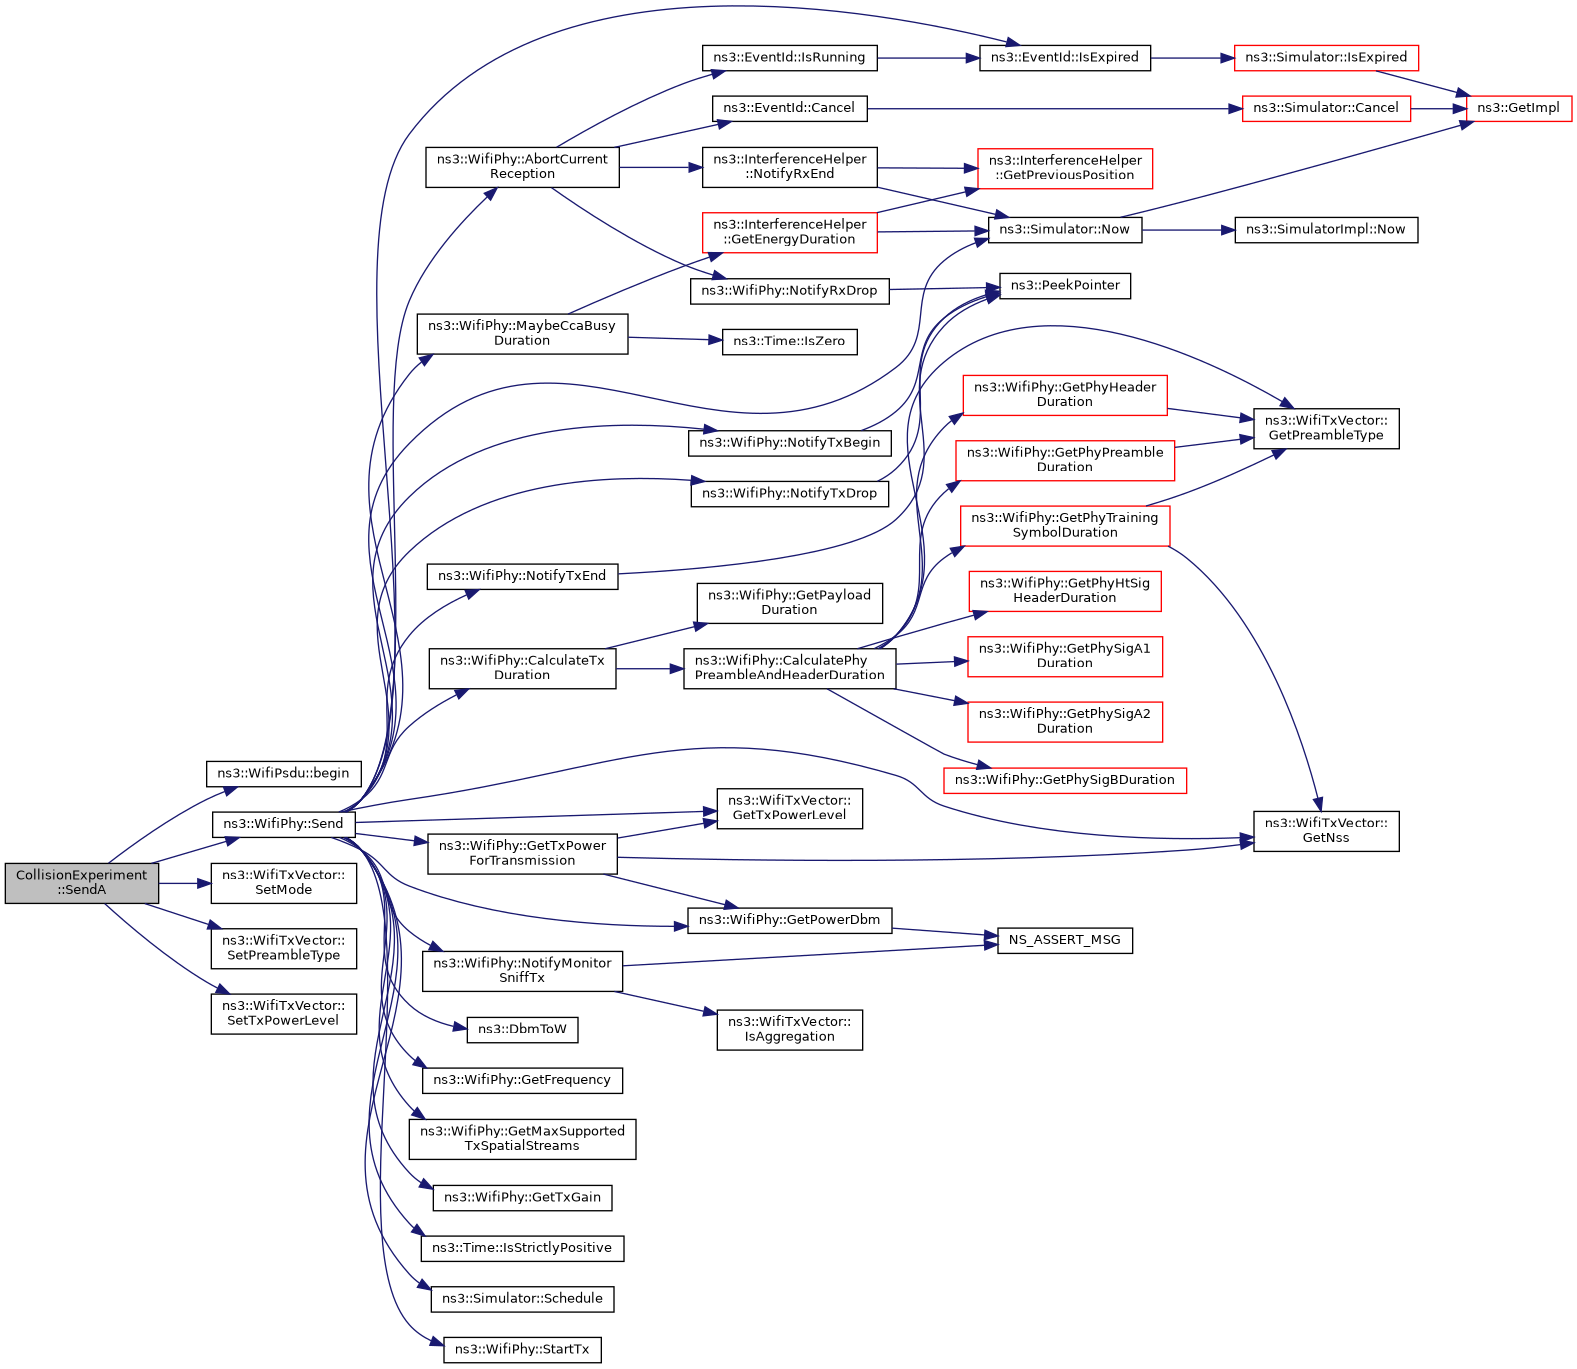 ns3::EventId::IsRunning
ns3::EventId::IsExpired
ns3::Simulator::IsExpired
ns3::EventId::Cancel
ns3::Simulator::Cancel
ns3::GetImpl
ns3::WifiPhy::AbortCurrent
Reception
ns3::InterferenceHelper
::NotifyRxEnd
ns3::InterferenceHelper
::GetPreviousPosition
ns3::InterferenceHelper
::GetEnergyDuration
ns3::Simulator::Now
ns3::SimulatorImpl::Now
ns3::WifiPhy::NotifyRxDrop
ns3::PeekPointer
ns3::WifiPhy::MaybeCcaBusy
Duration
ns3::Time::IsZero
ns3::WifiPhy::GetPhyHeader
Duration
ns3::WifiTxVector::
GetPreambleType
ns3::WifiPhy::NotifyTxBegin
ns3::WifiPhy::GetPhyPreamble
Duration
ns3::WifiPhy::NotifyTxDrop
ns3::WifiPhy::GetPhyTraining
SymbolDuration
ns3::WifiPhy::NotifyTxEnd
ns3::WifiPhy::GetPayload
Duration
ns3::WifiPhy::GetPhyHtSig
HeaderDuration
ns3::WifiPhy::CalculateTx
Duration
ns3::WifiPhy::CalculatePhy
PreambleAndHeaderDuration
ns3::WifiPhy::GetPhySigA1
Duration
ns3::WifiPhy::GetPhySigA2
Duration
ns3::WifiPhy::GetPhySigBDuration
ns3::WifiPsdu::begin
ns3::WifiPhy::Send
ns3::WifiTxVector::
GetTxPowerLevel
ns3::WifiTxVector::
GetNss
ns3::WifiPhy::GetTxPower
ForTransmission
CollisionExperiment
::SendA
ns3::WifiTxVector::
SetMode
ns3::WifiPhy::GetPowerDbm
NS_ASSERT_MSG
ns3::WifiTxVector::
SetPreambleType
ns3::WifiPhy::NotifyMonitor
SniffTx
ns3::WifiTxVector::
SetTxPowerLevel
ns3::WifiTxVector::
IsAggregation
ns3::DbmToW
ns3::WifiPhy::GetFrequency
ns3::WifiPhy::GetMaxSupported
TxSpatialStreams
ns3::WifiPhy::GetTxGain
ns3::Time::IsStrictlyPositive
ns3::Simulator::Schedule
ns3::WifiPhy::StartTx